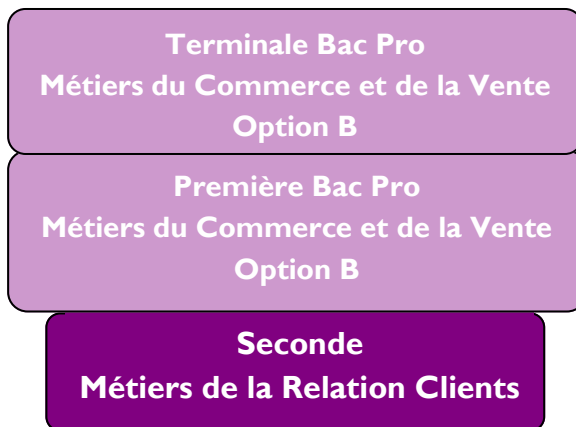 Terminale Bac Pro
Métiers du Commerce et de la Vente
Option B
Première Bac Pro
Métiers du Commerce et de la Vente
Option B
Seconde
Métiers de la Relation Clients